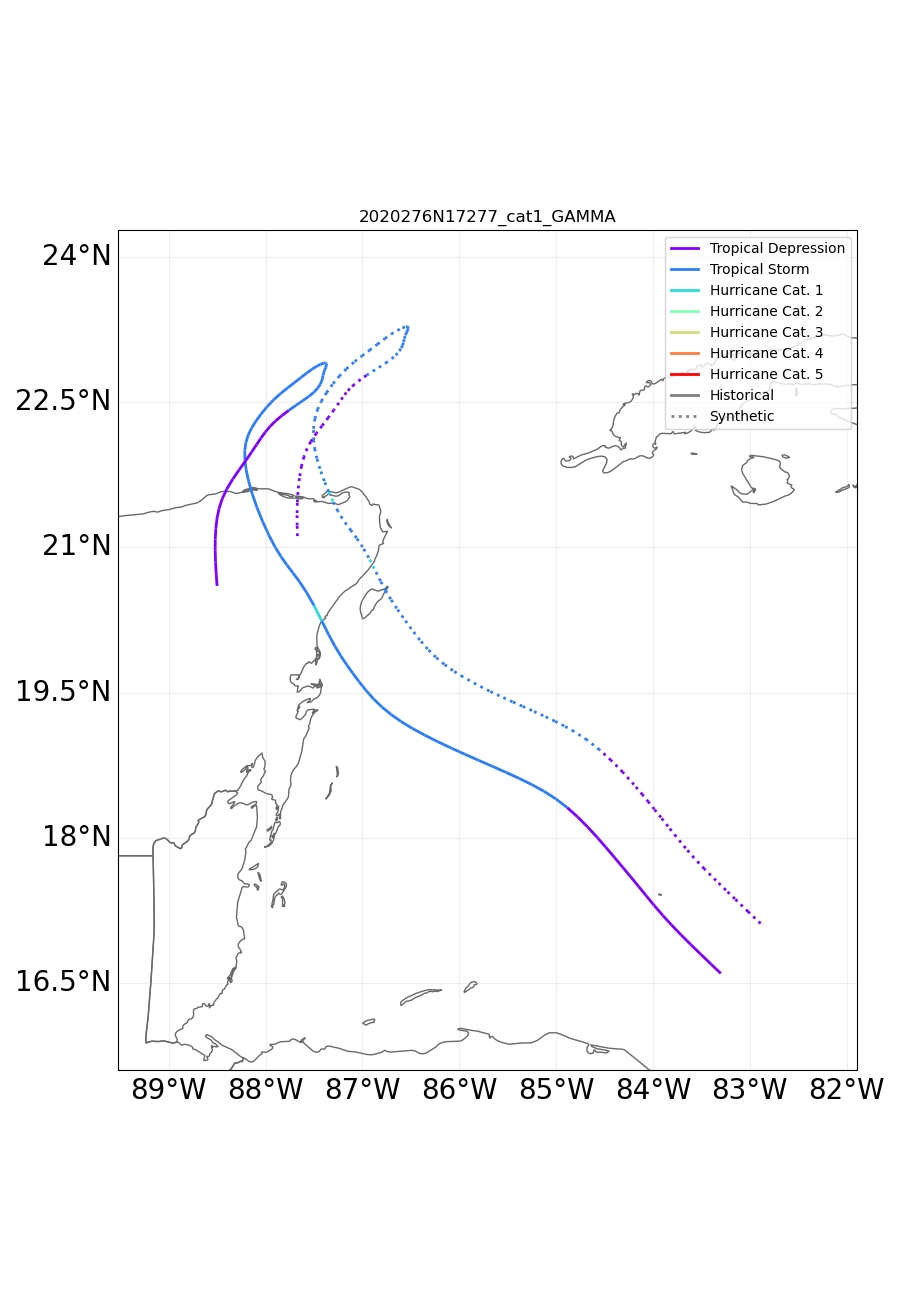 2020276N17277_cat1_GAMMA
Tropical Depression
Tropical Storm
Hurricane Cat. 1
Hurricane Cat. 2
Hurricane Cat. 3
Hurricane Cat. 4
Hurricane Cat. 5
Historical
Synthetic
24°N
22.5°N
21°N
19.5°N
18°N
16.5°N
89°W 88°W 87°W 86°W 85°W 84°W 83°W 82°W